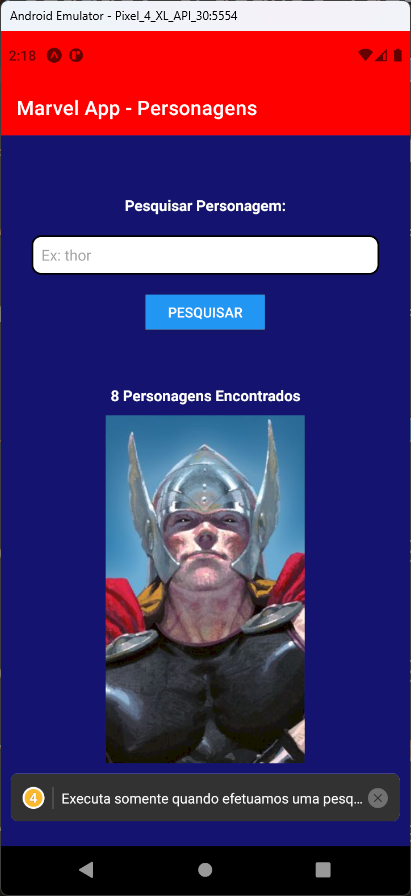 Android Emulator - Pixel_4_XL_API_30:5554
2:18
Marvel App - Personagens
Pesquisar Personagem:
Ex: thor
PESQUISAR
8 Personagens Encontrados
4 Executa somente quando efetuamos uma pesq...